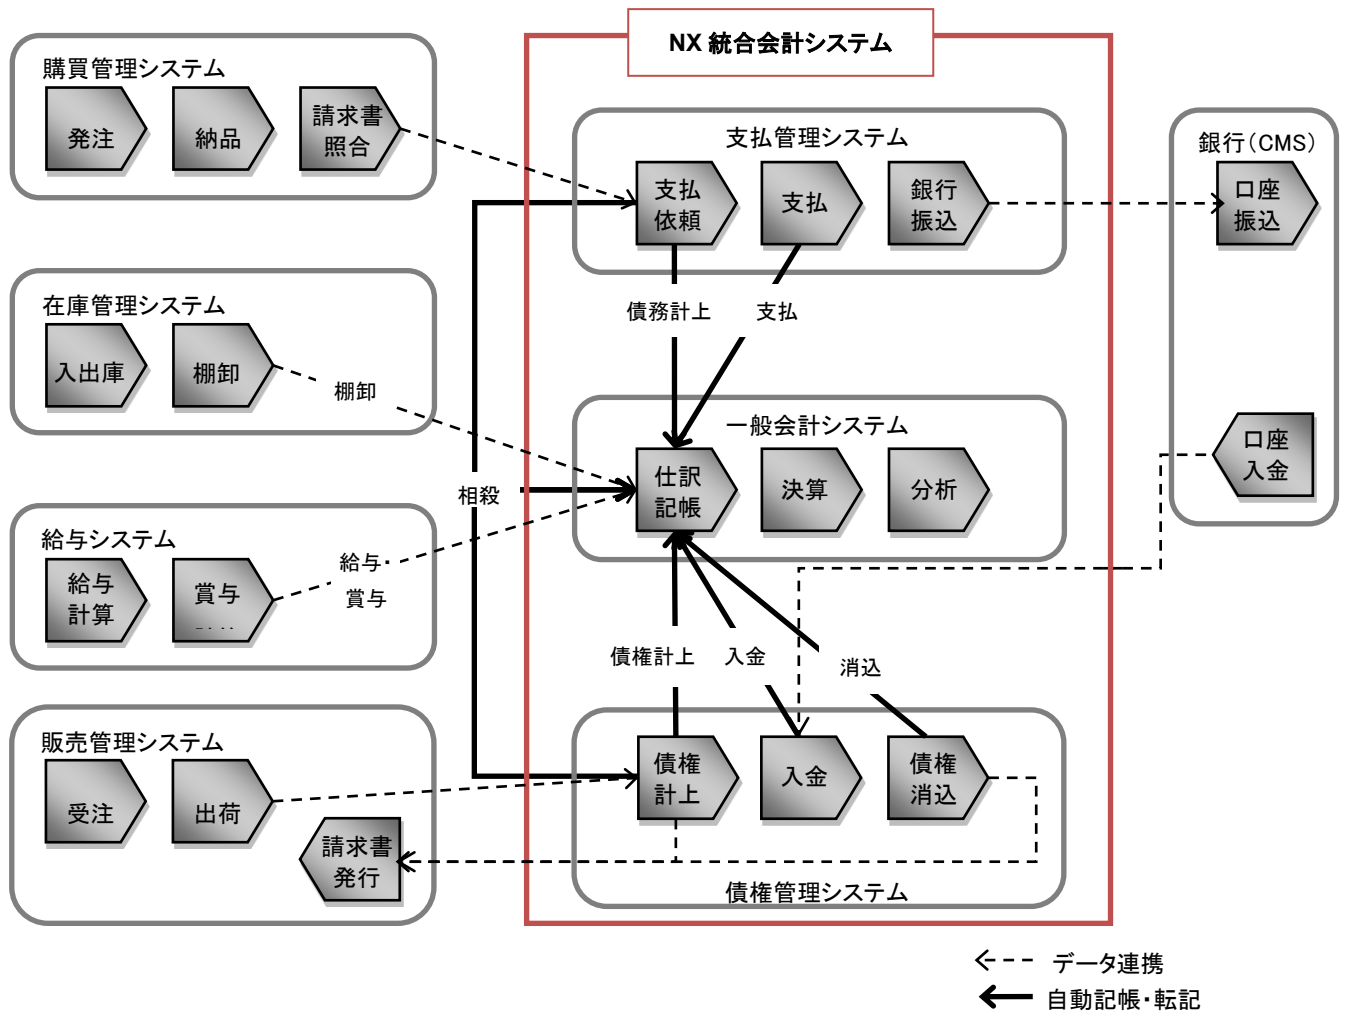 NX 統合会計システム
購買管理システム
発注
納品
請求書
照合
支払管理システム
支払
依頼
支払
銀行
振込
銀行(CMS)
口座
振込
債務計上
支払
在庫管理システム
入出庫
棚卸
棚卸
一般会計システム
仕訳
記帳
決算
分析
口座
入金
相殺
給与システム
給与
計算
賞与
給与・
賞与
債権計上
入金
消込
販売管理システム
受注
出荷
請求書
発行
債権
計上
入金
債権
消込
債権管理システム
データ連携
自動記帳・転記